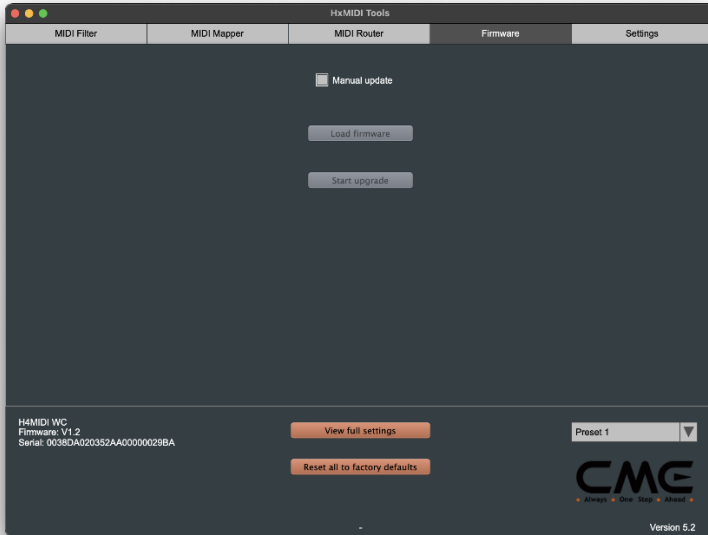 HxMIDI Tools
MIDI Filter
MIDI Mapper
MIDI Router
Firmware
Settings
Manual update
Load firmware
Start upgrade
H4MIDI WC
Firmware: V1.2
Serial: 0038DA020352AA00000029BA
View full settings
Reset all to factory defaults
Preset 1
CME
Always One Step Ahead
-
Version 5.2